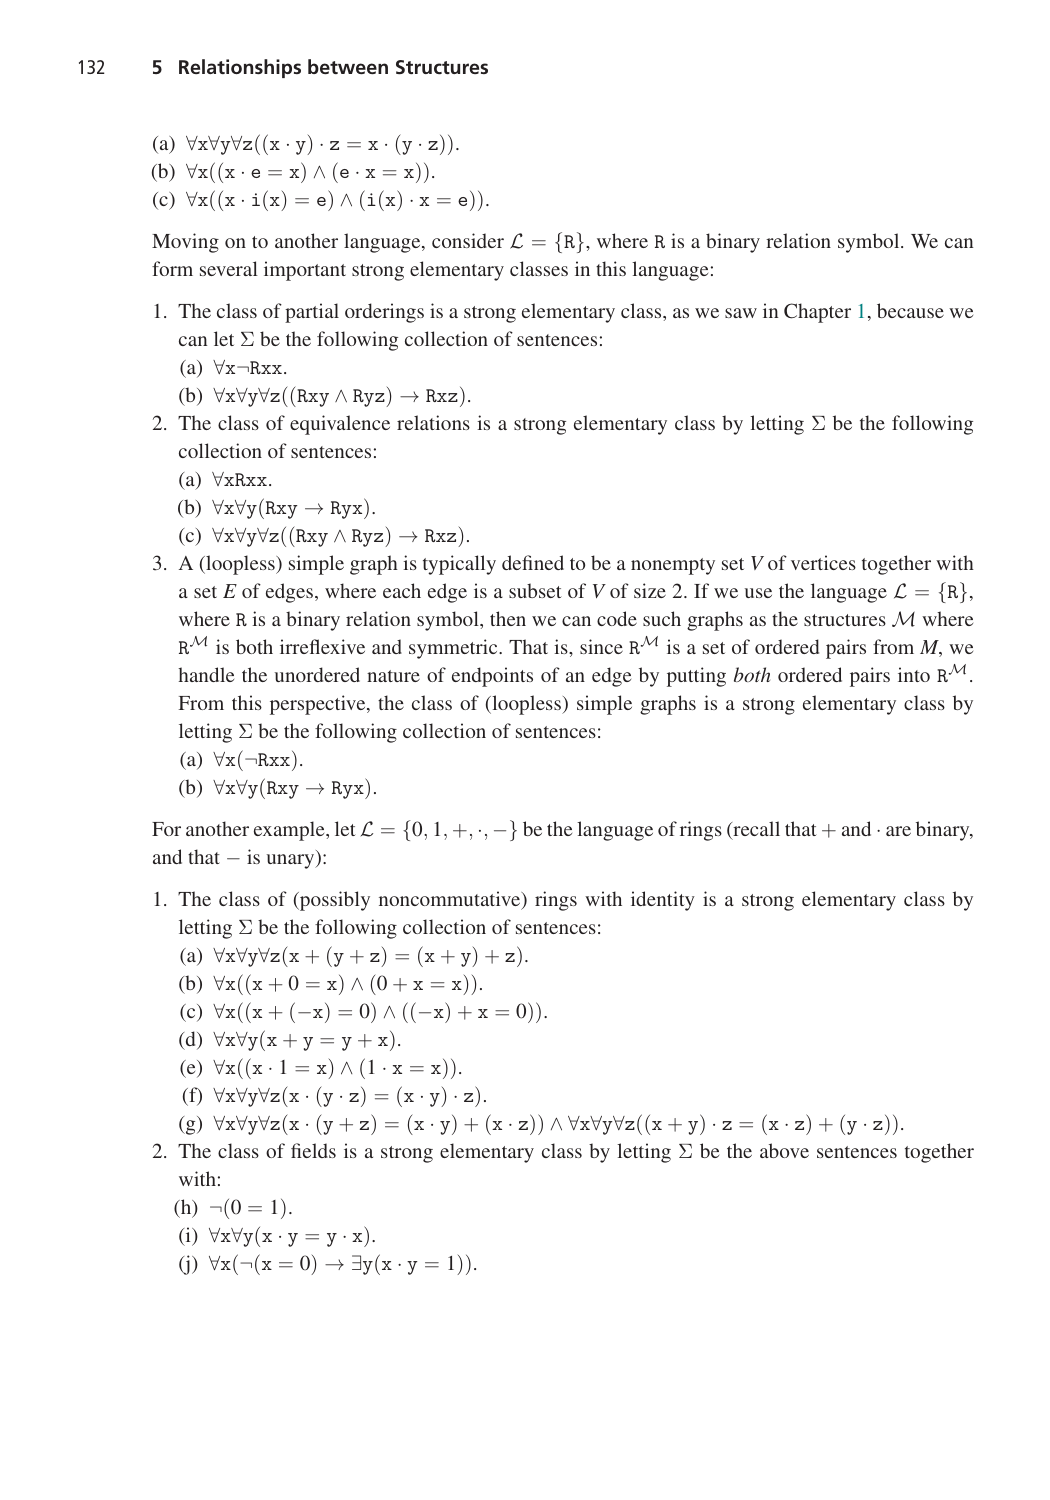 132 5 Relationships between Structures
(a) ∀x∀y∀z((x · y) · z = x · (y · z)).
(b) ∀x((x · e = x) ∧ (e · x = x)).
(c) ∀x((x · i(x) = e) ∧ (i(x) · x = e)).
Moving on to another language, consider ℒ = {R}, where R is a binary relation symbol. We can
form several important strong elementary classes in this language:
1. The class of partial orderings is a strong elementary class, as we saw in Chapter 1, because we
can let Σ be the following collection of sentences:
(a) ∀x¬Rxx.
(b) ∀x∀y∀z((Rxy ∧ Ryz) → Rxz).
2. The class of equivalence relations is a strong elementary class by letting Σ be the following
collection of sentences:
(a) ∀xRxx.
(b) ∀x∀y(Rxy → Ryx).
(c) ∀x∀y∀z((Rxy ∧ Ryz) → Rxz).
3. A (loopless) simple graph is typically defined to be a nonempty set V of vertices together with
a set E of edges, where each edge is a subset of V of size 2. If we use the language ℒ = {R},
where R is a binary relation symbol, then we can code such graphs as the structures ℳ where
R^ℳ is both irreflexive and symmetric. That is, since R^ℳ is a set of ordered pairs from M, we
handle the unordered nature of endpoints of an edge by putting both ordered pairs into R^ℳ.
From this perspective, the class of (loopless) simple graphs is a strong elementary class by
letting Σ be the following collection of sentences:
(a) ∀x(¬Rxx).
(b) ∀x∀y(Rxy → Ryx).
For another example, let ℒ = {0, 1, +, ·, −} be the language of rings (recall that + and · are binary,
and that − is unary):
1. The class of (possibly noncommutative) rings with identity is a strong elementary class by
letting Σ be the following collection of sentences:
(a) ∀x∀y∀z(x + (y + z) = (x + y) + z).
(b) ∀x((x + 0 = x) ∧ (0 + x = x)).
(c) ∀x((x + (−x) = 0) ∧ ((−x) + x = 0)).
(d) ∀x∀y(x + y = y + x).
(e) ∀x((x · 1 = x) ∧ (1 · x = x)).
(f) ∀x∀y∀z(x · (y · z) = (x · y) · z).
(g) ∀x∀y∀z(x · (y + z) = (x · y) + (x · z)) ∧ ∀x∀y∀z((x + y) · z = (x · z) + (y · z)).
2. The class of fields is a strong elementary class by letting Σ be the above sentences together
with:
(h) ¬(0 = 1).
(i) ∀x∀y(x · y = y · x).
(j) ∀x(¬(x = 0) → ∃y(x · y = 1)).